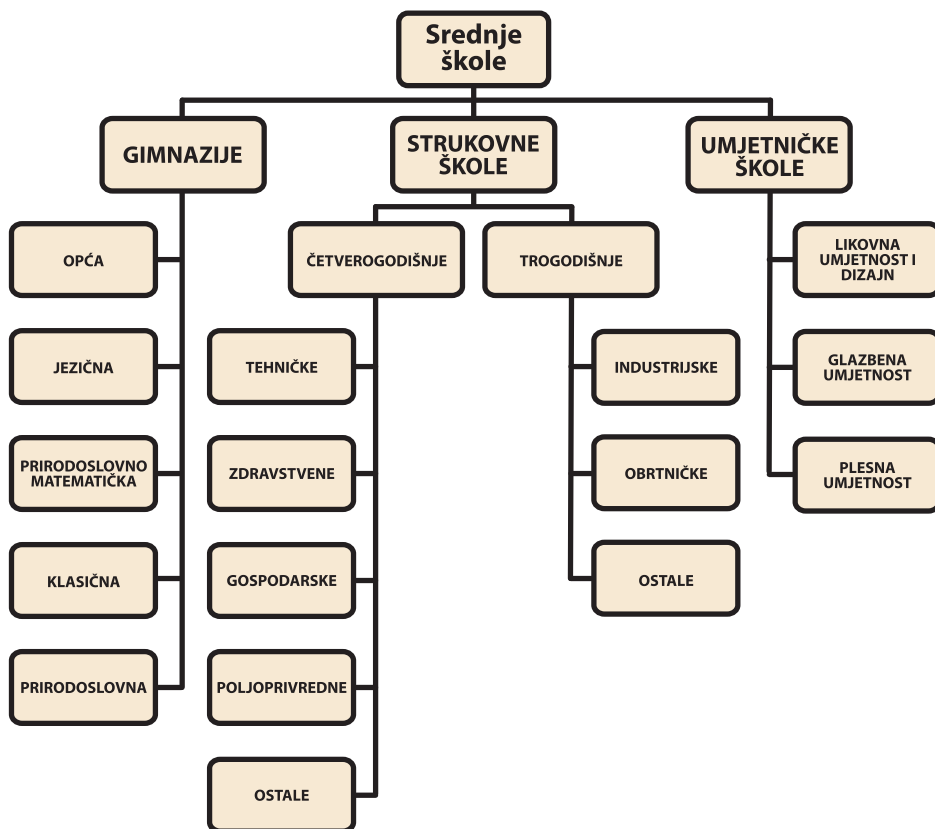 Srednje
škole
GIMNAZIJE
STRUKOVNE
ŠKOLE
UMJETNIČKE
ŠKOLE
OPĆA
JEZIČNA
PRIRODOSLOVNO
MATEMATIČKA
KLASIČNA
PRIRODOSLOVNA
ČETVEROGODIŠNJE
TEHNIČKE
ZDRAVSTVENE
GOSPODARSKE
POLJOPRIVREDNE
OSTALE
TROGODIŠNJE
INDUSTRIJSKE
OBRTNIČKE
OSTALE
LIKOVNA
UMJETNOST I
DIZAJN
GLAZBENA
UMJETNOST
PLESNA
UMJETNOST